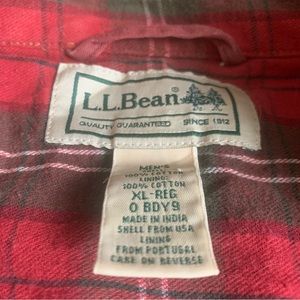 L.L.Bean®
QUALITY GUARANTEED SINCE 1912
MEN'S
100% COTTON
LINING:
100% COTTON
XL-REG
0 BDY9
MADE IN INDIA
SHELL FROM USA
LINING
FROM PORTUGAL
CARE ON REVERSE